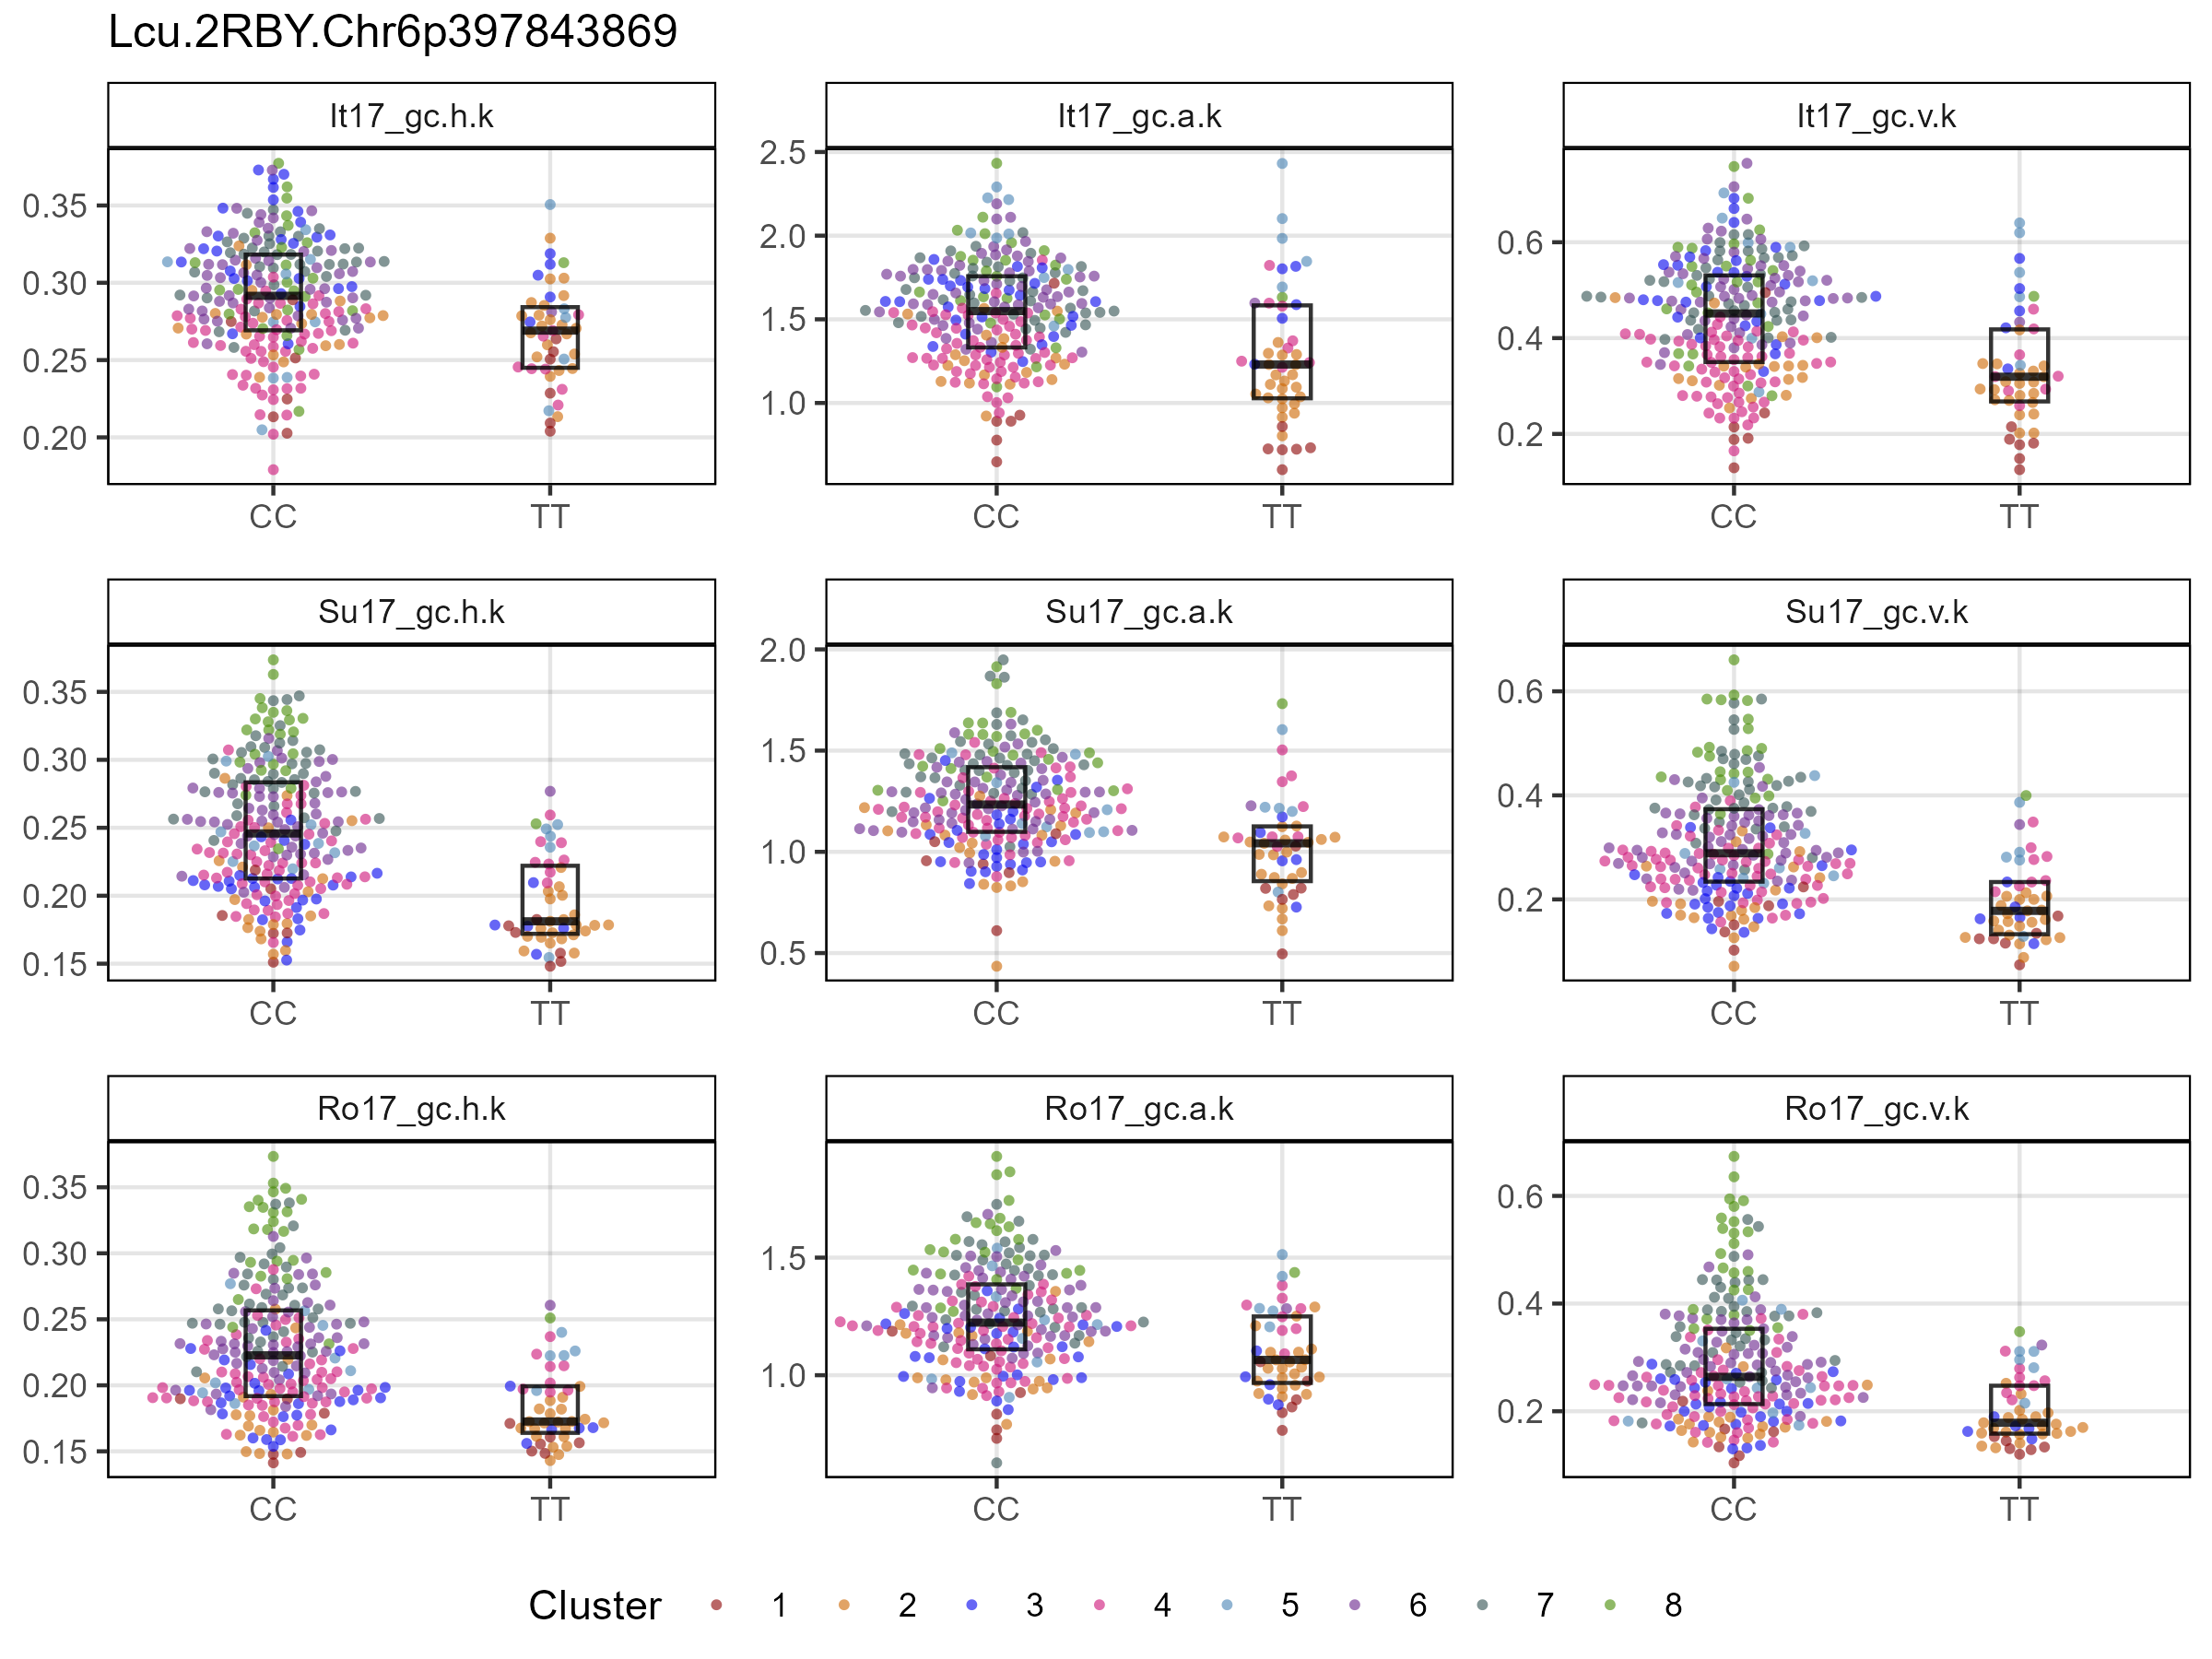 Lcu.2RBY.Chr6p397843869
It17_gc.h.k
0.35
0.30
0.25
0.20
CC TT
It17_gc.a.k
2.5
2.0
1.5
1.0
CC TT
It17_gc.v.k
0.6
0.4
0.2
CC TT
Su17_gc.h.k
0.35
0.30
0.25
0.20
0.15
CC TT
Su17_gc.a.k
2.0
1.5
1.0
0.5
CC TT
Su17_gc.v.k
0.6
0.4
0.2
CC TT
Ro17_gc.h.k
0.35
0.30
0.25
0.20
0.15
CC TT
Ro17_gc.a.k
1.5
1.0
CC TT
Ro17_gc.v.k
0.6
0.4
0.2
CC TT
Cluster 1 2 3 4 5 6 7 8